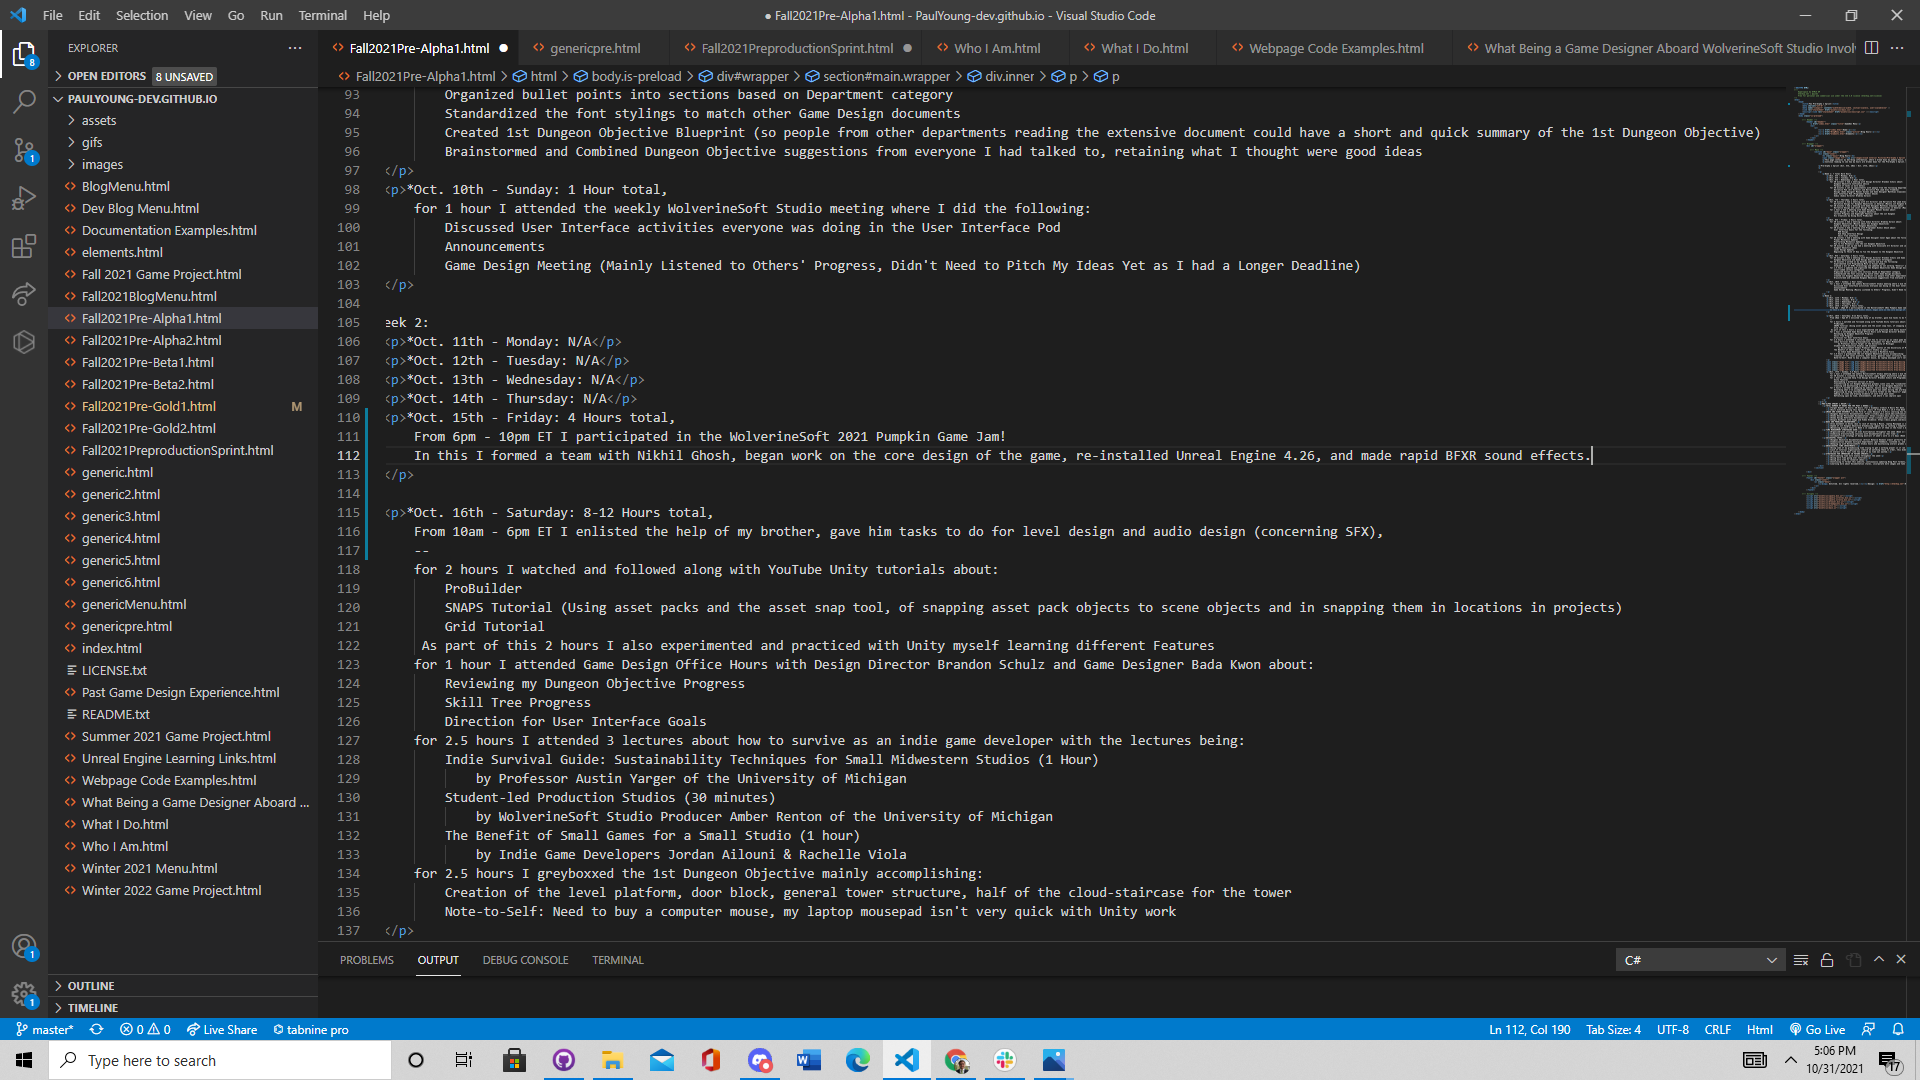 File Edit Selection View Go Run Terminal Help
● Fall2021Pre-Alpha1.html - PaulYoung-dev.github.io - Visual Studio Code
EXPLORER
Fall2021Pre-Alpha1.html
genericpre.html
Fall2021PreproductionSprint.html
Who I Am.html
What I Do.html
Webpage Code Examples.html
What Being a Game Designer Aboard WolverineSoft Studio Invol
OPEN EDITORS 8 UNSAVED
Fall2021Pre-Alpha1.html > html > body.is-preload > div#wrapper > section#main.wrapper > div.inner > p > p
PAULYOUNG-DEV.GITHUB.IO
assets
gifs
images
BlogMenu.html
Dev Blog Menu.html
Documentation Examples.html
elements.html
Fall 2021 Game Project.html
Fall2021BlogMenu.html
Fall2021Pre-Alpha1.html
Fall2021Pre-Alpha2.html
Fall2021Pre-Beta1.html
Fall2021Pre-Beta2.html
Fall2021Pre-Gold1.html M
Fall2021Pre-Gold2.html
Fall2021PreproductionSprint.html
generic.html
generic2.html
generic3.html
generic4.html
generic5.html
generic6.html
genericMenu.html
genericpre.html
index.html
LICENSE.txt
Past Game Design Experience.html
README.txt
Summer 2021 Game Project.html
Unreal Engine Learning Links.html
Webpage Code Examples.html
What Being a Game Designer Aboard ...
What I Do.html
Who I Am.html
Winter 2021 Menu.html
Winter 2022 Game Project.html
OUTLINE
TIMELINE
93 Organized bullet points into sections based on Department category
94 Standardized the font stylings to match other Game Design documents
95 Created 1st Dungeon Objective Blueprint (so people from other departments reading the extensive document could have a short and quick summary of the 1st Dungeon Objective)
96 Brainstormed and Combined Dungeon Objective suggestions from everyone I had talked to, retaining what I thought were good ideas
97 </p>
98 <p>*Oct. 10th - Sunday: 1 Hour total,
99 for 1 hour I attended the weekly WolverineSoft Studio meeting where I did the following:
100 Discussed User Interface activities everyone was doing in the User Interface Pod
101 Announcements
102 Game Design Meeting (Mainly Listened to Others' Progress, Didn't Need to Pitch My Ideas Yet as I had a Longer Deadline)
103 </p>
104
105 eek 2:
106 <p>*Oct. 11th - Monday: N/A</p>
107 <p>*Oct. 12th - Tuesday: N/A</p>
108 <p>*Oct. 13th - Wednesday: N/A</p>
109 <p>*Oct. 14th - Thursday: N/A</p>
110 <p>*Oct. 15th - Friday: 4 Hours total,
111 From 6pm - 10pm ET I participated in the WolverineSoft 2021 Pumpkin Game Jam!
112 In this I formed a team with Nikhil Ghosh, began work on the core design of the game, re-installed Unreal Engine 4.26, and made rapid BFXR sound effects.
113 </p>
114
115 <p>*Oct. 16th - Saturday: 8-12 Hours total,
116 From 10am - 6pm ET I enlisted the help of my brother, gave him tasks to do for level design and audio design (concerning SFX),
117 --
118 for 2 hours I watched and followed along with YouTube Unity tutorials about:
119 ProBuilder
120 SNAPS Tutorial (Using asset packs and the asset snap tool, of snapping asset pack objects to scene objects and in snapping them in locations in projects)
121 Grid Tutorial
122 As part of this 2 hours I also experimented and practiced with Unity myself learning different Features
123 for 1 hour I attended Game Design Office Hours with Design Director Brandon Schulz and Game Designer Bada Kwon about:
124 Reviewing my Dungeon Objective Progress
125 Skill Tree Progress
126 Direction for User Interface Goals
127 for 2.5 hours I attended 3 lectures about how to survive as an indie game developer with the lectures being:
128 Indie Survival Guide: Sustainability Techniques for Small Midwestern Studios (1 Hour)
129 by Professor Austin Yarger of the University of Michigan
130 Student-led Production Studios (30 minutes)
131 by WolverineSoft Studio Producer Amber Renton of the University of Michigan
132 The Benefit of Small Games for a Small Studio (1 hour)
133 by Indie Game Developers Jordan Ailouni & Rachelle Viola
134 for 2.5 hours I greyboxxed the 1st Dungeon Objective mainly accomplishing:
135 Creation of the level platform, door block, general tower structure, half of the cloud-staircase for the tower
136 Note-to-Self: Need to buy a computer mouse, my laptop mousepad isn't very quick with Unity work
137 </p>
PROBLEMS OUTPUT DEBUG CONSOLE TERMINAL
C#
master* 0 0 Live Share tabnine pro
Ln 112, Col 190 Tab Size: 4 UTF-8 CRLF Html Go Live
Type here to search
5:06 PM
10/31/2021
17